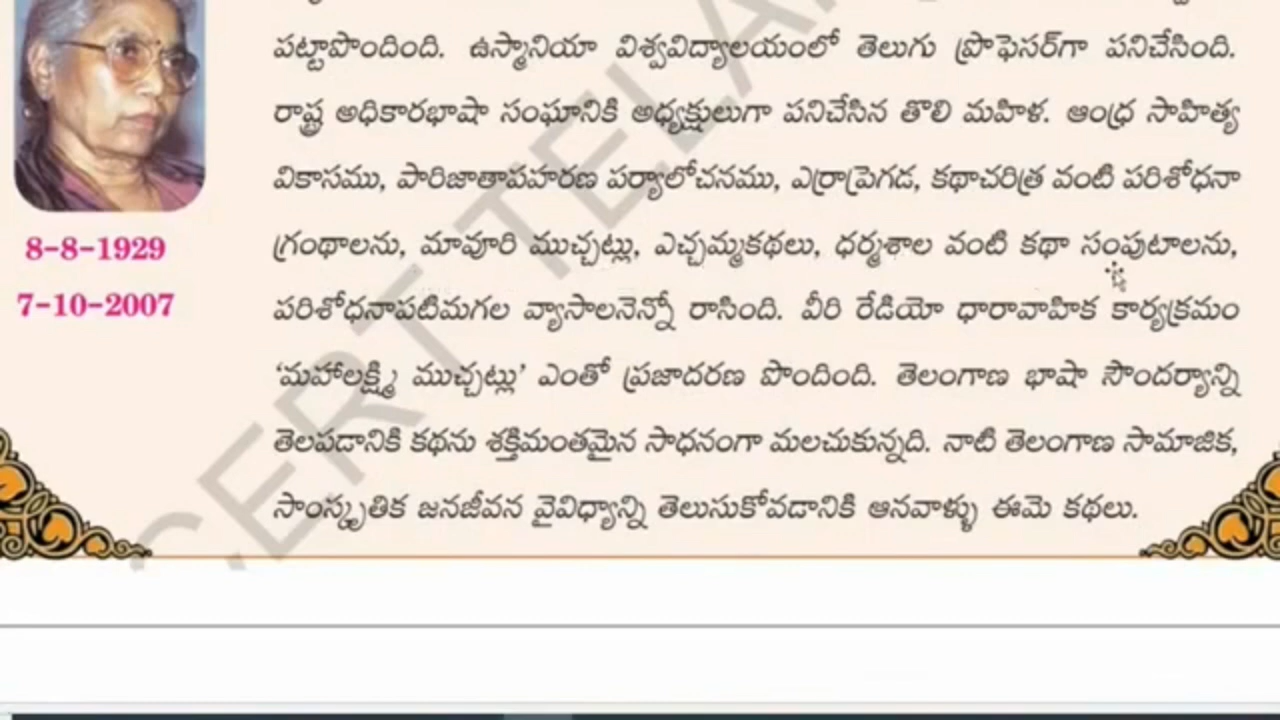 పట్టాపొందింది. ఉస్మానియా విశ్వవిద్యాలయంలో తెలుగు ప్రొఫెసర్‌గా పనిచేసింది.
రాష్ట్ర అధికారభాషా సంఘానికి అధ్యక్షులుగా పనిచేసిన తొలి మహిళ. ఆంధ్ర సాహిత్య
వికాసము, పారిజాతాపహరణ పర్యాలోచనము, ఎర్రాప్రెగడ, కథాచరిత్ర వంటి పరిశోధనా
8-8-1929
గ్రంథాలను, మావూరి ముచ్చట్లు, ఎచ్చమ్మకథలు, ధర్మశాల వంటి కథా సంపుటాలను,
7-10-2007
పరిశోధనాపటిమగల వ్యాసాలనెన్నో రాసింది. వీరి రేడియో ధారావాహిక కార్యక్రమం
'మహాలక్ష్మి ముచ్చట్లు' ఎంతో ప్రజాదరణ పొందింది. తెలంగాణ భాషా సౌందర్యాన్ని
తెలపడానికి కథను శక్తిమంతమైన సాధనంగా మలచుకున్నది. నాటి తెలంగాణ సామాజిక,
సాంస్కృతిక జనజీవన వైవిధ్యాన్ని తెలుసుకోవడానికి ఆనవాళ్ళు ఈమె కథలు.